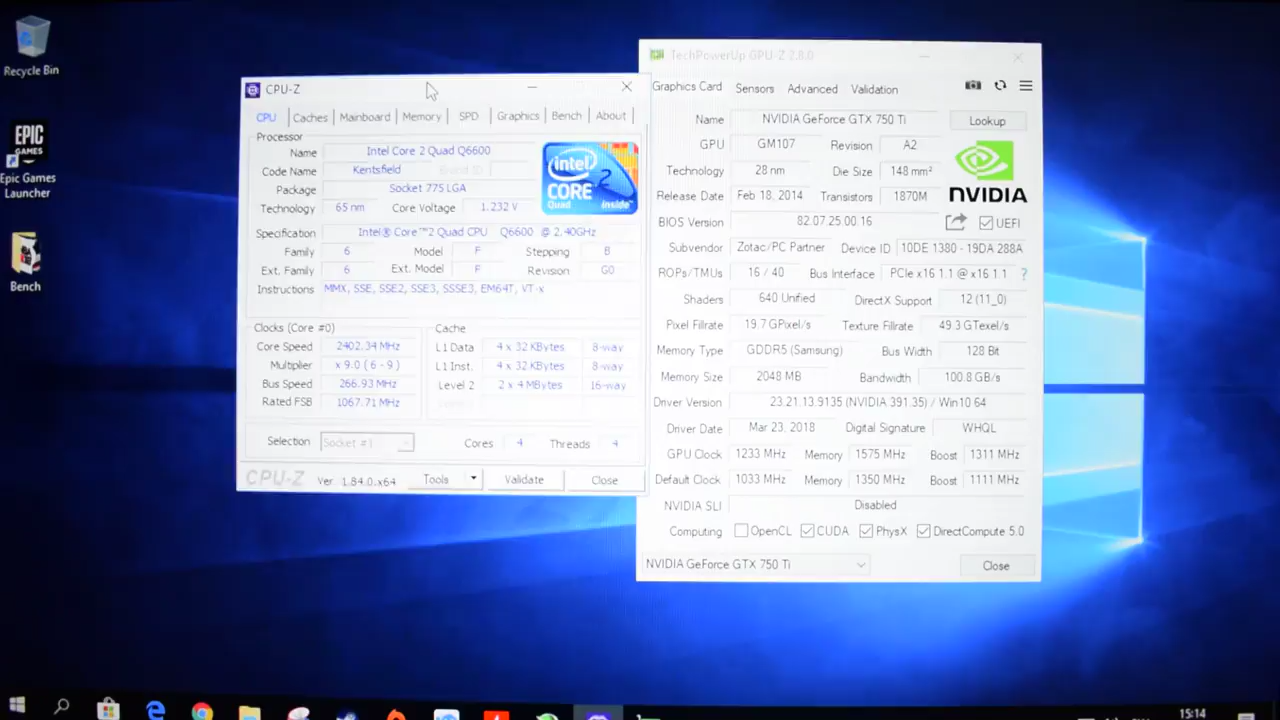 Recycle Bin
EPIC
GAMES
Epic Games
Launcher
Bench
CPU-Z
CPU Caches Mainboard Memory SPD Graphics Bench About
Processor
Name Intel Core 2 Quad Q6600
Code Name Kentsfield Brand ID
Package Socket 775 LGA
Technology 65 nm Core Voltage 1.232 V
intel
CORE 2
Quad inside™
Specification Intel® Core™2 Quad CPU Q6600 @ 2.40GHz
Family 6 Model F Stepping B
Ext. Family 6 Ext. Model F Revision G0
Instructions MMX, SSE, SSE2, SSE3, SSSE3, EM64T, VT-x
Clocks (Core #0)
Core Speed 2402.34 MHz
Multiplier x 9.0 ( 6 - 9 )
Bus Speed 266.93 MHz
Rated FSB 1067.71 MHz
Cache
L1 Data 4 x 32 KBytes 8-way
L1 Inst. 4 x 32 KBytes 8-way
Level 2 2 x 4 MBytes 16-way
Selection Socket #1 Cores 4 Threads 4
CPU-Z Ver. 1.84.0.x64 Tools Validate Close
TechPowerUp GPU-Z 2.8.0
Graphics Card Sensors Advanced Validation
Name NVIDIA GeForce GTX 750 Ti Lookup
GPU GM107 Revision A2
Technology 28 nm Die Size 148 mm²
Release Date Feb 18, 2014 Transistors 1870M
NVIDIA
BIOS Version 82.07.25.00.16 UEFI
Subvendor Zotac/PC Partner Device ID 10DE 1380 - 19DA 288A
ROPs/TMUs 16 / 40 Bus Interface PCIe x16 1.1 @ x16 1.1 ?
Shaders 640 Unified DirectX Support 12 (11_0)
Pixel Fillrate 19.7 GPixel/s Texture Fillrate 49.3 GTexel/s
Memory Type GDDR5 (Samsung) Bus Width 128 Bit
Memory Size 2048 MB Bandwidth 100.8 GB/s
Driver Version 23.21.13.9135 (NVIDIA 391.35) / Win10 64
Driver Date Mar 23, 2018 Digital Signature WHQL
GPU Clock 1233 MHz Memory 1575 MHz Boost 1311 MHz
Default Clock 1033 MHz Memory 1350 MHz Boost 1111 MHz
NVIDIA SLI Disabled
Computing OpenCL CUDA PhysX DirectCompute 5.0
NVIDIA GeForce GTX 750 Ti Close
15:14